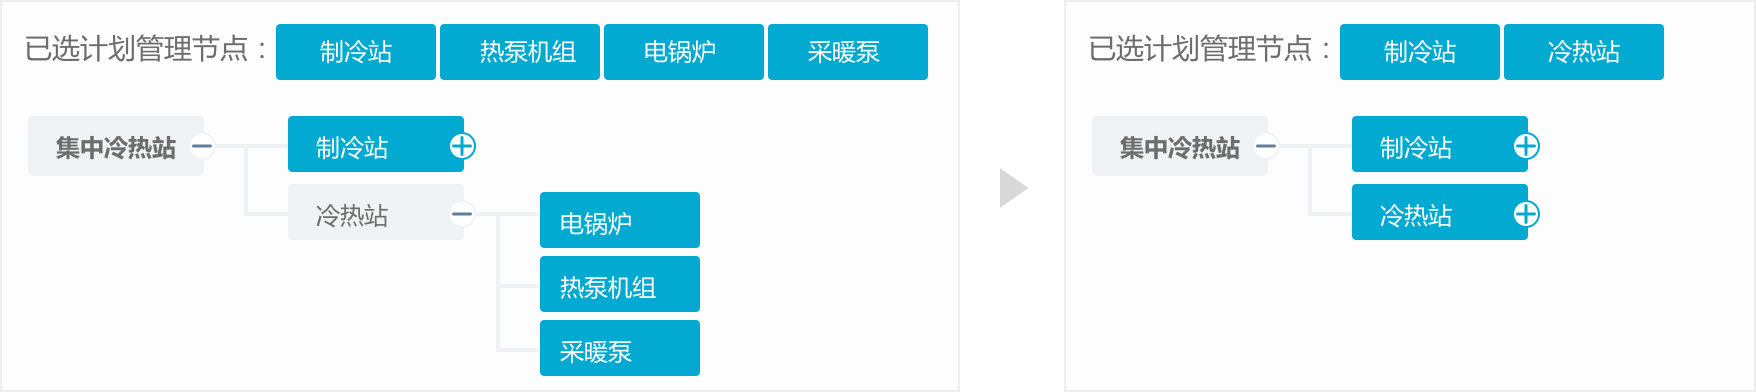 已选计划管理节点： 制冷站 热泵机组 电锅炉 采暖泵
集中冷热站 制冷站
冷热站
电锅炉
热泵机组
采暖泵
已选计划管理节点： 制冷站 冷热站
集中冷热站 制冷站
冷热站